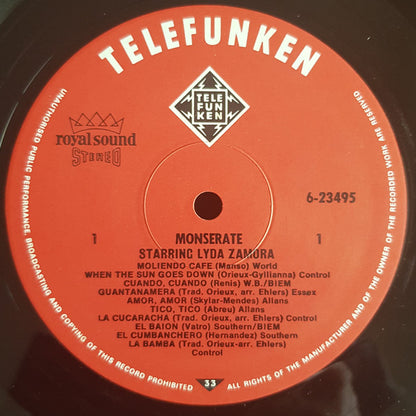 TELEFUNKEN
TELE
FUN
KEN
royal sound
STEREO
6-23495
1
MONSERATE
1
STARRING LYDA ZAMORA
MOLIENDO CAFE (Manso) World
WHEN THE SUN GOES DOWN (Orieux-Gyllianna) Control
CUANDO, CUANDO (Renis) W.B./BIEM
GUANTANAMERA (Trad. Orieux, arr. Ehlers) Essex
AMOR, AMOR (Skylar-Mendes) Allans
TICO, TICO (Abreu) Allans
LA CUCARACHA (Trad. Orieux, arr. Ehlers) Control
EL BAION (Vatro) Southern/BIEM
EL CUMBANCHERO (Hernandez) Southern
LA BAMBA (Trad. Orieux-arr. Ehlers)
Control
33
UNAUTHORISED PUBLIC PERFORMANCE, BROADCASTING AND COPYING OF THIS RECORD PROHIBITED
ALL RIGHTS OF THE MANUFACTURER AND OF THE OWNER OF THE RECORDED WORK ARE RESERVED